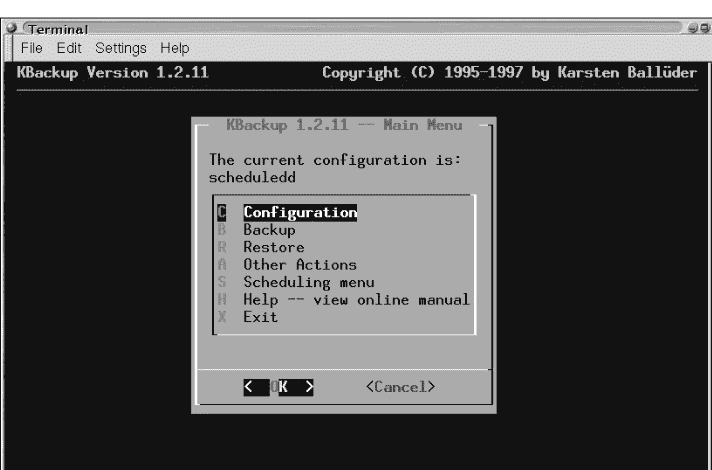 Terminal
File Edit Settings Help
KBackup Version 1.2.11 Copyright (C) 1995-1997 by Karsten Ballüder
KBackup 1.2.11 -- Main Menu
The current configuration is:
scheduledd
C Configuration
B Backup
R Restore
A Other Actions
S Scheduling menu
H Help -- view online manual
X Exit
< OK > <Cancel>